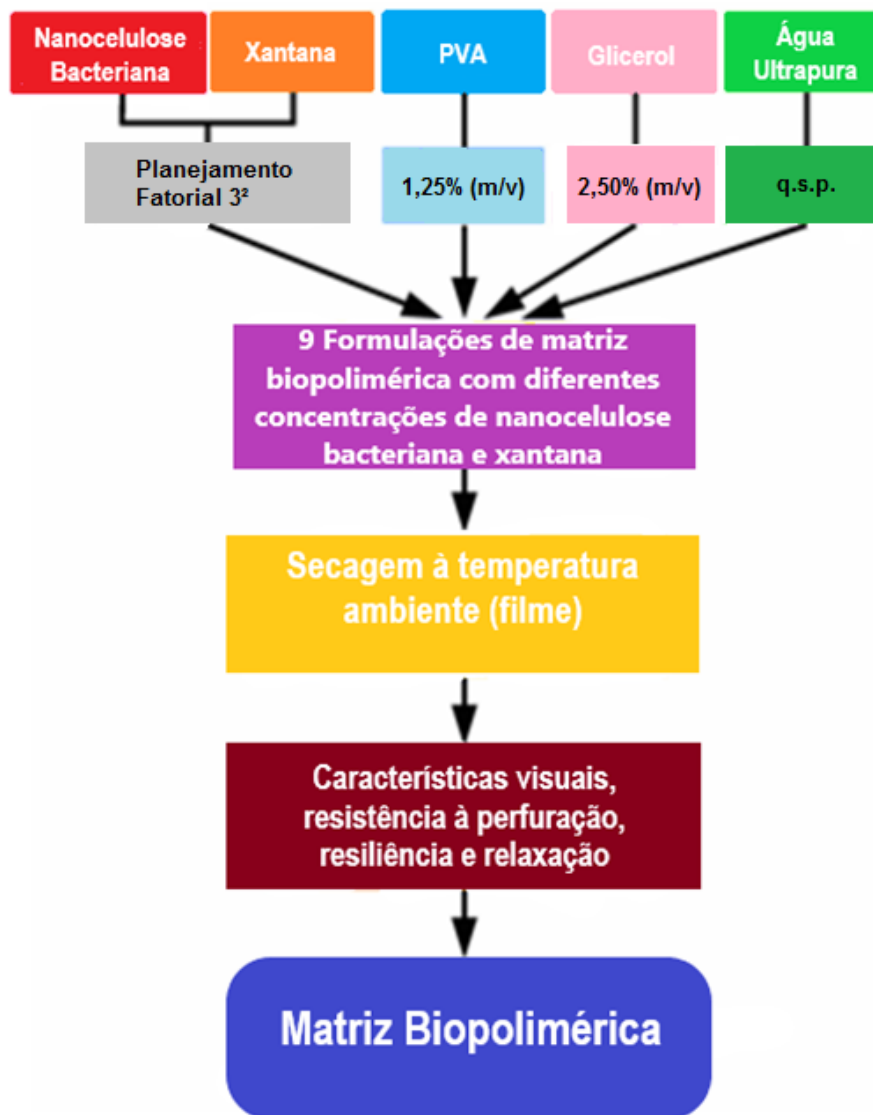 Nanocelulose
Bacteriana
Xantana
PVA
Glicerol
Água
Ultrapura
Planejamento
Fatorial 3²
1,25% (m/v)
2,50% (m/v)
q.s.p.
9 Formulações de matriz
biopolimérica com diferentes
concentrações de nanocelulose
bacteriana e xantana
Secagem à temperatura
ambiente (filme)
Características visuais,
resistência à perfuração,
resiliência e relaxação
Matriz Biopolimérica